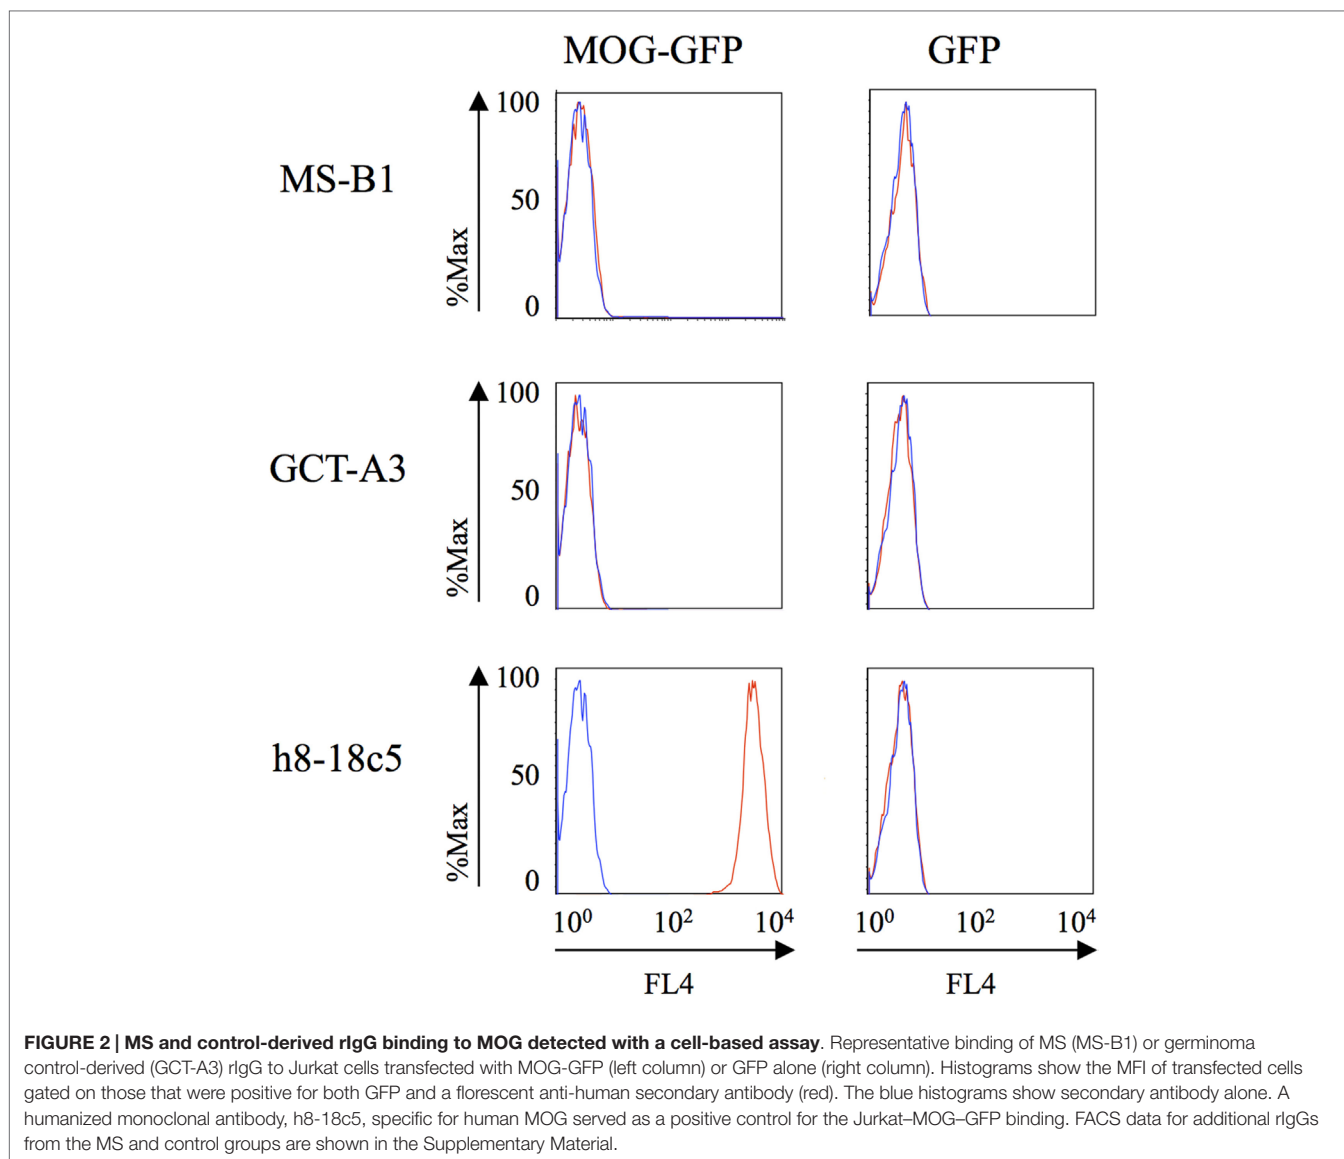 MOG-GFP GFP
MS-B1
%Max
100
50
0
GCT-A3
%Max
100
50
0
h8-18c5
%Max
100
50
0
10⁰ 10² 10⁴ 10⁰ 10² 10⁴
FL4 FL4
FIGURE 2 | MS and control-derived rIgG binding to MOG detected with a cell-based assay. Representative binding of MS (MS-B1) or germinoma
control-derived (GCT-A3) rIgG to Jurkat cells transfected with MOG-GFP (left column) or GFP alone (right column). Histograms show the MFI of transfected cells
gated on those that were positive for both GFP and a florescent anti-human secondary antibody (red). The blue histograms show secondary antibody alone. A
humanized monoclonal antibody, h8-18c5, specific for human MOG served as a positive control for the Jurkat–MOG–GFP binding. FACS data for additional rIgGs
from the MS and control groups are shown in the Supplementary Material.